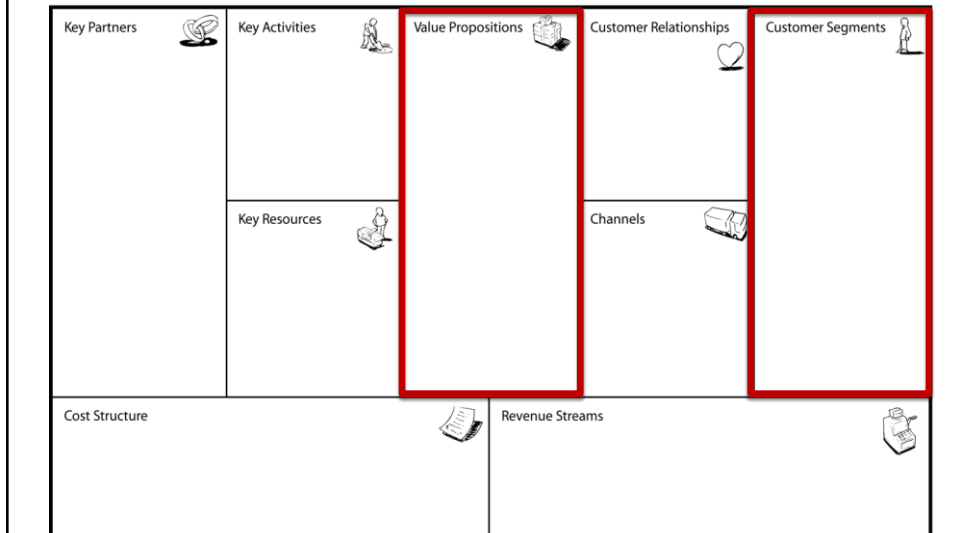 Key Partners
Key Activities
Value Propositions
Customer Relationships
Customer Segments
Key Resources
Channels
Cost Structure
Revenue Streams